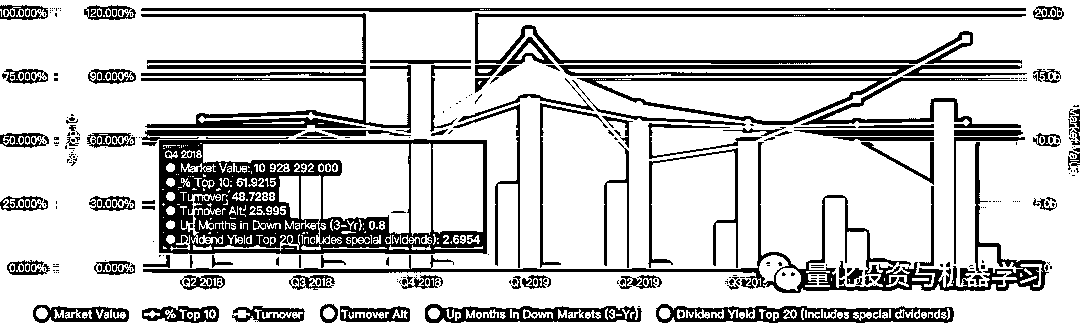 100.000%
120.000%
20.0b
75.000%
90.000%
15.0b
50.000%
60.000%
10.0b
Market Value
25.000%
30.000%
5.0b
0.000%
0.000%
Q4 2018
Market Value: 10 928 292 000
% Top 10: 61.9215
Turnover: 48.7288
Turnover Alt: 25.995
Up Months in Down Markets (3-Yr): 0.8
Dividend Yield Top 20 (Includes special dividends): 2.6954
Q2 2018
Q3 2018
Q4 2018
Q1 2019
Q2 2019
Q3 2019
量化投资与机器学习
Market Value
% Top 10
Turnover
Turnover Alt
Up Months In Down Markets (3-Yr)
Dividend Yield Top 20 (Includes special dividends)